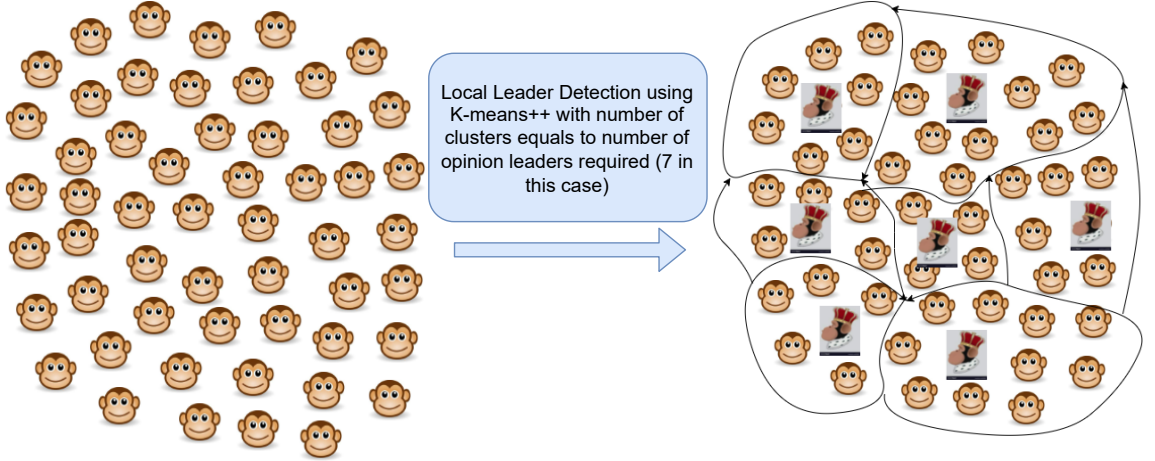 Local Leader Detection using
K-means++ with number of
clusters equals to number of
opinion leaders required (7 in
this case)